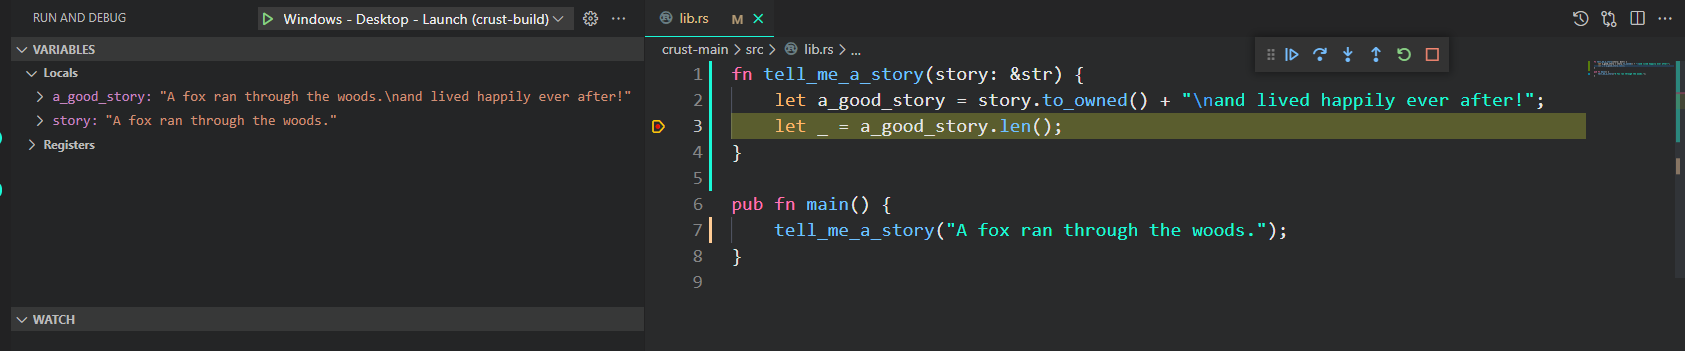 RUN AND DEBUG
Windows - Desktop - Launch (crust-build)
VARIABLES
Locals
a_good_story: "A fox ran through the woods.\nand lived happily ever after!"
story: "A fox ran through the woods."
Registers
WATCH
lib.rs M
crust-main > src > lib.rs > ...
1 fn tell_me_a_story(story: &str) {
2 let a_good_story = story.to_owned() + "\nand lived happily ever after!";
3 let _ = a_good_story.len();
4 }
5
6 pub fn main() {
7 tell_me_a_story("A fox ran through the woods.");
8 }
9